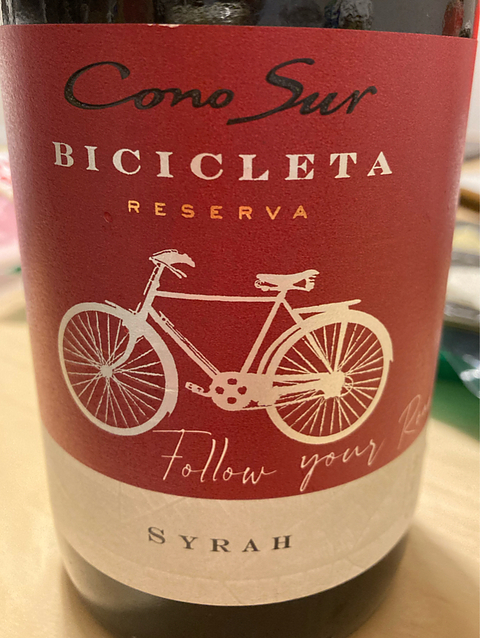 Cono Sur
BICICLETA
RESERVA
Follow your
SYRAH